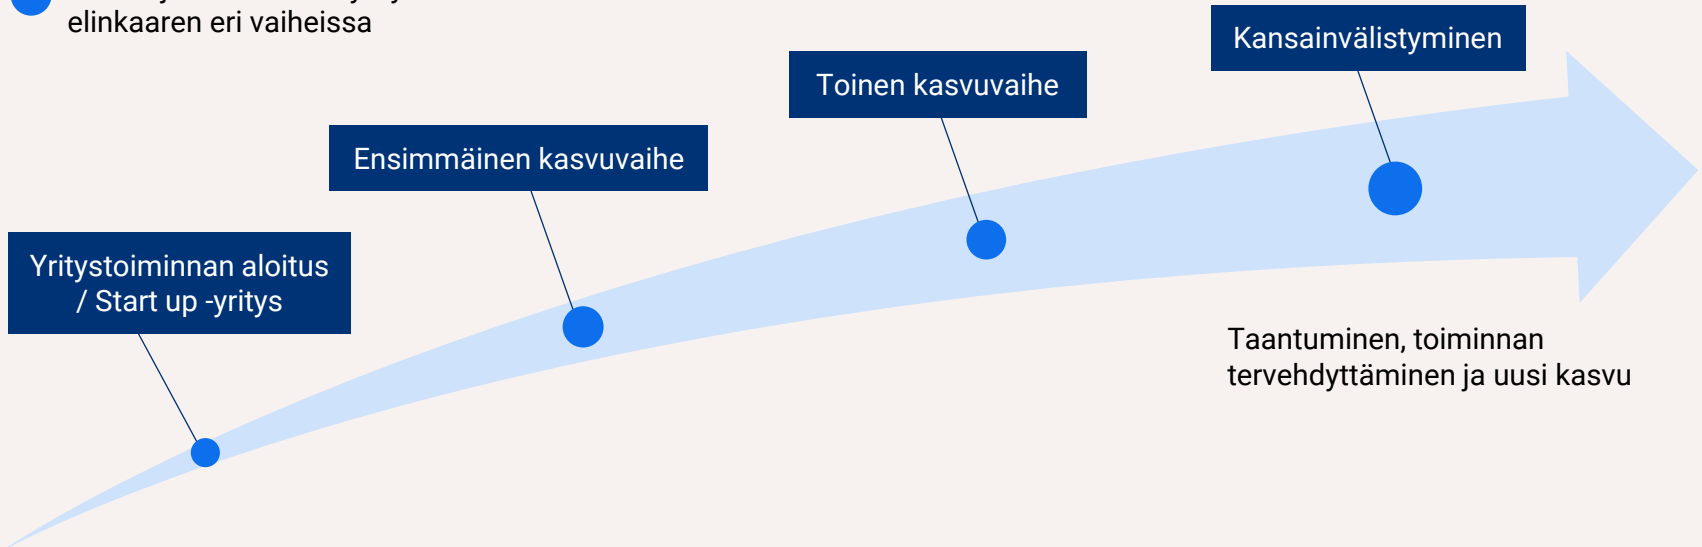 elinkaaren eri vaiheissa
Kansainvälistyminen
Toinen kasvuvaihe
Ensimmäinen kasvuvaihe
Yritystoiminnan aloitus
/ Start up -yritys
Taantuminen, toiminnan
tervehdyttäminen ja uusi kasvu